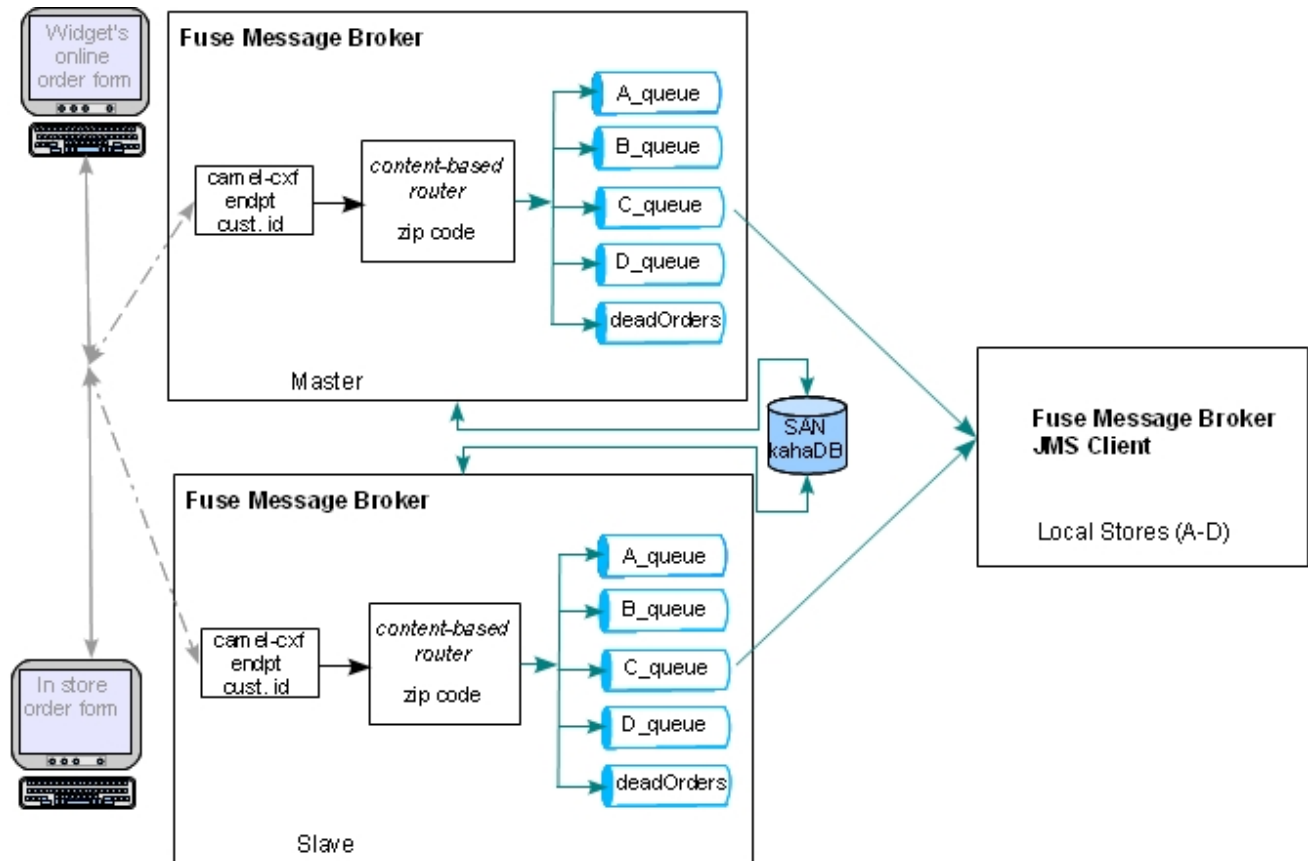 Widget's
online
order form
Fuse Message Broker
A_queue
B_queue
camel-cxf
endpt
cust. id
content-based
router
zip code
C_queue
D_queue
deadOrders
Master
SAN
kahaDB
Fuse Message Broker
JMS Client
Local Stores (A-D)
Fuse Message Broker
A_queue
B_queue
camel-cxf
endpt
cust. id
content-based
router
zip code
C_queue
D_queue
deadOrders
Slave
In store
order form